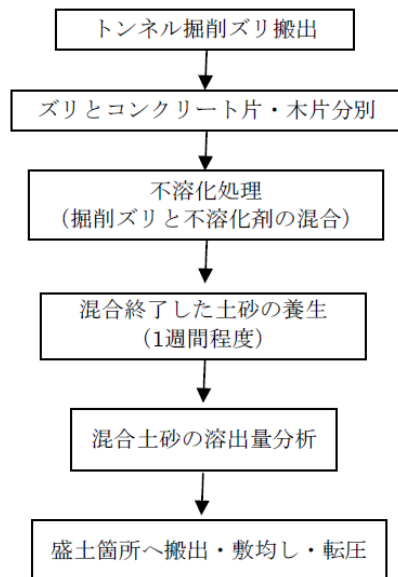 トンネル掘削ズリ搬出
ズリとコンクリート片・木片分別
不溶化処理
（掘削ズリと不溶化剤の混合）
混合終了した土砂の養生
（1週間程度）
混合土砂の溶出量分析
盛土箇所へ搬出・敷均し・転圧